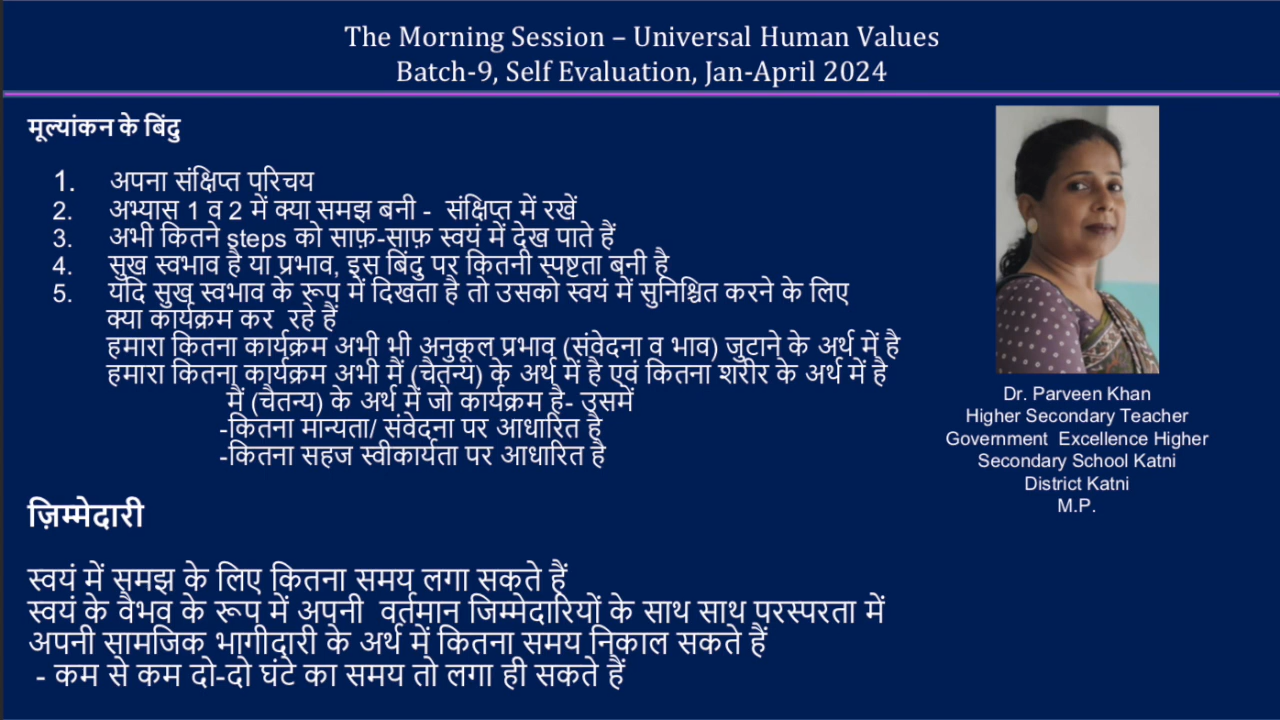 The Morning Session – Universal Human Values
Batch-9, Self Evaluation, Jan-April 2024
मूल्यांकन के बिंदु
1. अपना संक्षिप्त परिचय
2. अभ्यास 1 व 2 में क्या समझ बनी - संक्षिप्त में रखें
3. अभी कितने steps को साफ़-साफ़ स्वयं में देख पाते हैं
4. सुख स्वभाव है या प्रभाव, इस बिंदु पर कितनी स्पष्टता बनी है
5. यदि सुख स्वभाव के रूप में दिखता है तो उसको स्वयं में सुनिश्चित करने के लिए
क्या कार्यक्रम कर रहे हैं
हमारा कितना कार्यक्रम अभी भी अनुकूल प्रभाव (संवेदना व भाव) जुटाने के अर्थ में है
हमारा कितना कार्यक्रम अभी मैं (चैतन्य) के अर्थ में है एवं कितना शरीर के अर्थ में है
मैं (चैतन्य) के अर्थ में जो कार्यक्रम है- उसमें
-कितना मान्यता/ संवेदना पर आधारित है
-कितना सहज स्वीकार्यता पर आधारित है
ज़िम्मेदारी
स्वयं में समझ के लिए कितना समय लगा सकते हैं
स्वयं के वैभव के रूप में अपनी वर्तमान जिम्मेदारियों के साथ साथ परस्परता में
अपनी सामजिक भागीदारी के अर्थ में कितना समय निकाल सकते हैं
- कम से कम दो-दो घंटे का समय तो लगा ही सकते हैं
Dr. Parveen Khan
Higher Secondary Teacher
Government Excellence Higher
Secondary School Katni
District Katni
M.P.